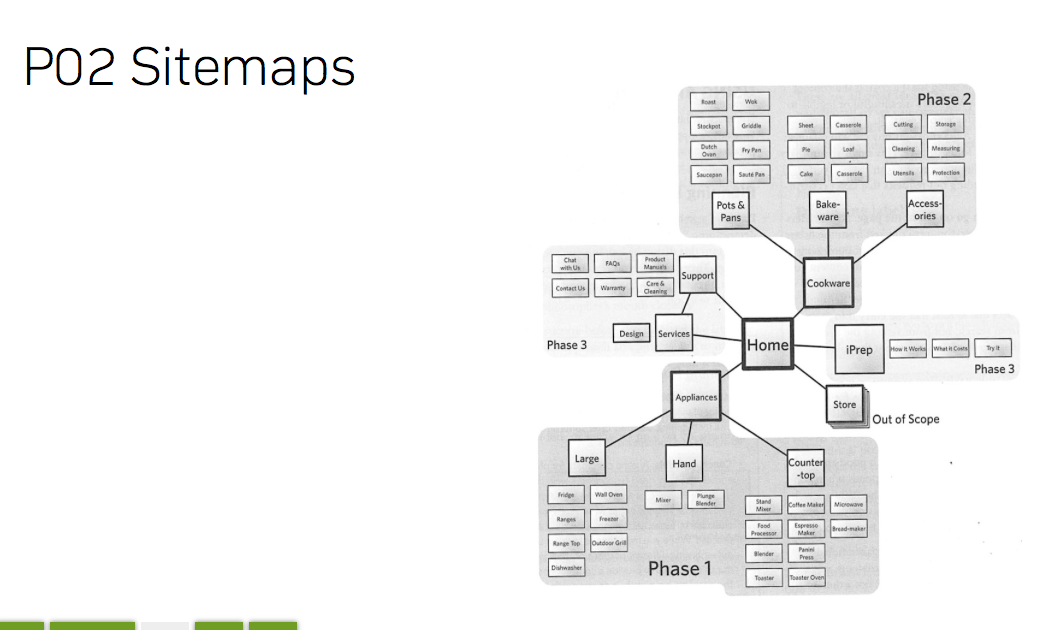 P02 Sitemaps
Phase 2
Roast
Wok
Stockpot
Griddle
Dutch
Oven
Fry Pan
Saucepan
Sauté Pan
Sheet
Casserole
Pie
Loaf
Cake
Casserole
Cutting
Storage
Cleaning
Measuring
Utensils
Protection
Pots &
Pans
Bake-
ware
Access-
ories
Cookware
Chat
with Us
FAQs
Product
Manuals
Contact Us
Warranty
Care &
Cleaning
Support
Design
Services
Phase 3
Home
iPrep
How It Works
What it Costs
Try it
Phase 3
Store
Out of Scope
Appliances
Large
Hand
Counter
-top
Fridge
Wall Oven
Ranges
Freezer
Range Top
Outdoor Grill
Dishwasher
Mixer
Plunge
Blender
Stand
Mixer
Coffee Maker
Microwave
Food
Processor
Espresso
Maker
Bread-maker
Blender
Panini
Press
Toaster
Toaster Oven
Phase 1